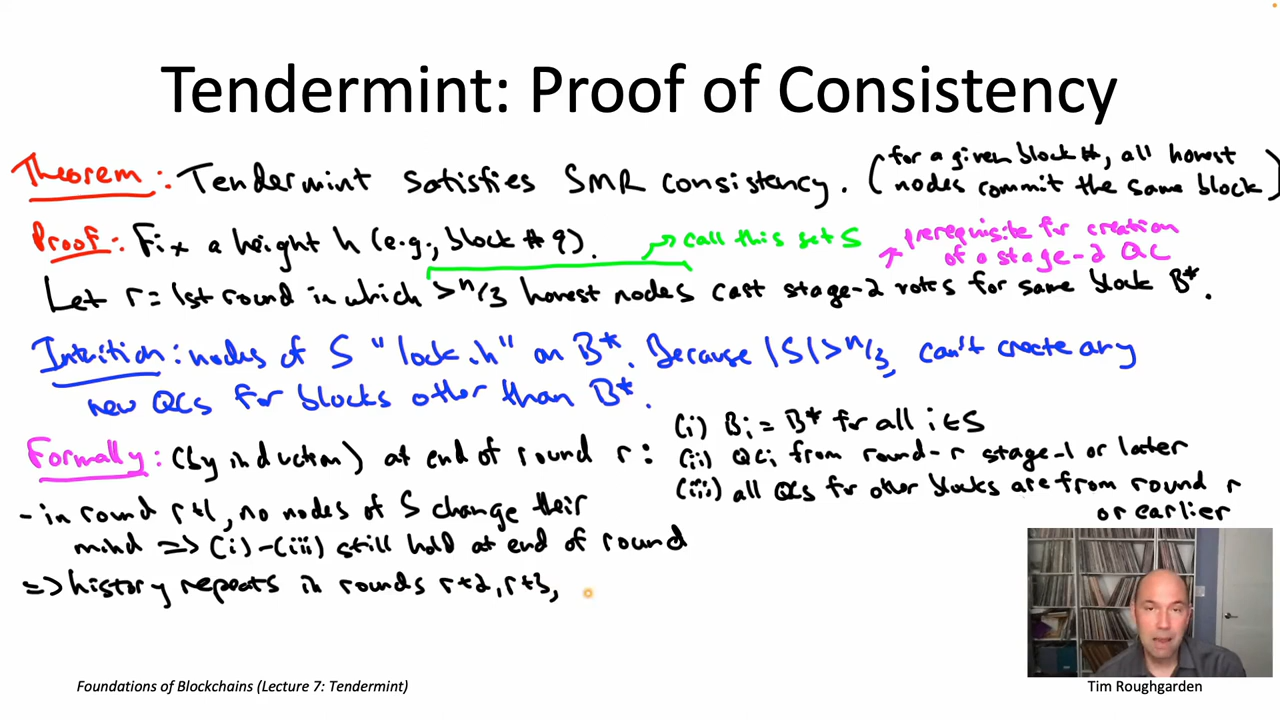 Tendermint: Proof of Consistency
Theorem: Tendermint satisfies SMR consistency. (for a given block #, all honest
nodes commit the same block)
Proof: Fix a height h (e.g., block # 9). → call this set S
prerequisite for creation
of a stage-2 QC
Let r = 1st round in which > n/3 honest nodes cast stage-2 votes for same block B*.
Intuition: nodes of S "lock in" on B*. Because |S| > n/3, can't create any
new QCs for blocks other than B*.
Formally: (by induction) at end of round r:
(i) Bi = B* for all i ∈ S
(ii) QCi from round-r stage-1 or later
(iii) all QCs for other blocks are from round r
or earlier
- in round r+1, no nodes of S change their
mind => (i)-(iii) still hold at end of round
=> history repeats in rounds r+2, r+3,
Foundations of Blockchains (Lecture 7: Tendermint)
Tim Roughgarden